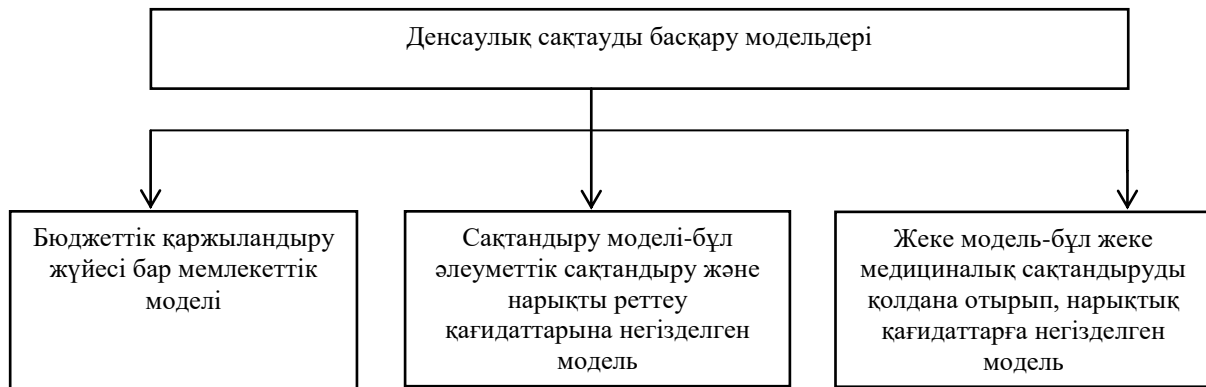 Денсаулық сақтауды басқару модельдері
Бюджеттік қаржыландыру
жүйесі бар мемлекеттік
моделі
Сақтандыру моделі-бұл
әлеуметтік сақтандыру және
нарықты реттеу
қағидаттарына негізделген
модель
Жеке модель-бұл жеке
медициналық сақтандыруды
қолдана отырып, нарықтық
қағидаттарға негізделген
модель